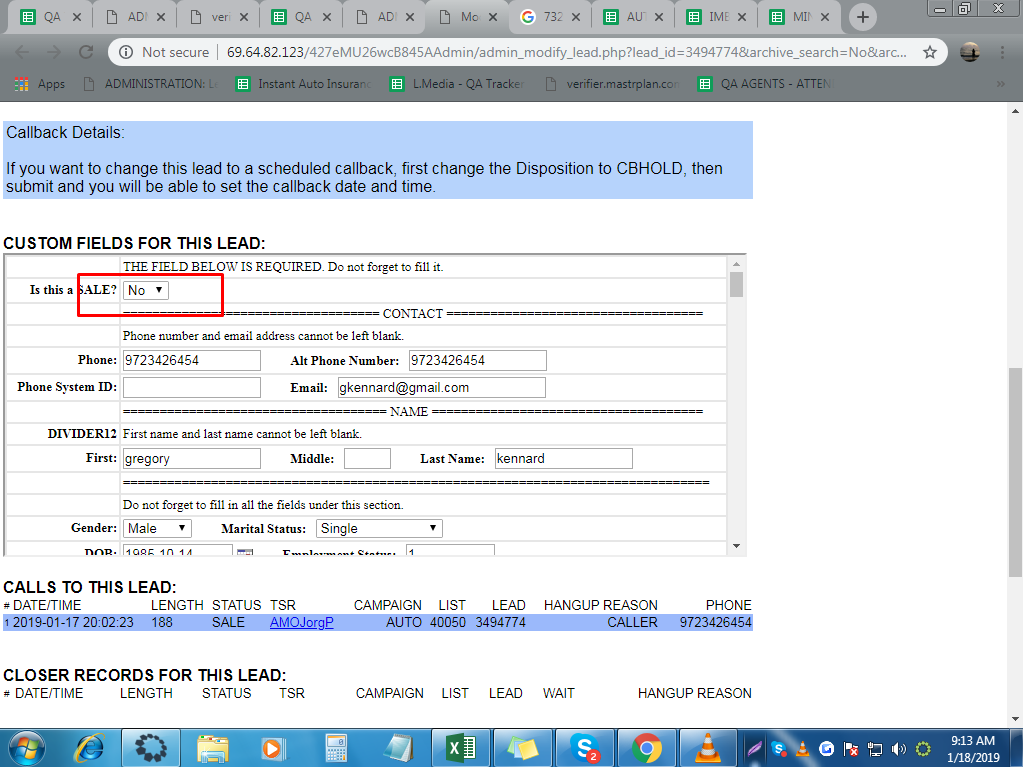 QA
ADI
veri
QA
ADI
Mo
732
AUT
IME
MIN
Not secure
69.64.82.123/427eMU26wcB845AAdmin/admin_modify_lead.php?lead_id=3494774&archive_search=No&arc...
Apps
ADMINISTRATION: Lo
Instant Auto Insuranc
L.Media - QA Tracker
verifier.mastrplan.con
QA AGENTS - ATTEN
»
Callback Details:
If you want to change this lead to a scheduled callback, first change the Disposition to CBHOLD, then
submit and you will be able to set the callback date and time.
CUSTOM FIELDS FOR THIS LEAD:
THE FIELD BELOW IS REQUIRED. Do not forget to fill it.
Is this a SALE? No
=================================== CONTACT ===================================
Phone number and email address cannot be left blank.
Phone: 9723426454 Alt Phone Number: 9723426454
Phone System ID: Email: gkennard@gmail.com
==================================== NAME =====================================
DIVIDER12 First name and last name cannot be left blank.
First: gregory Middle: Last Name: kennard
================================================================================
Do not forget to fill in all the fields under this section.
Gender: Male Marital Status: Single
DOB: 1985-10-14 Employment Status: 1
CALLS TO THIS LEAD:
# DATE/TIME LENGTH STATUS TSR CAMPAIGN LIST LEAD HANGUP REASON PHONE
1 2019-01-17 20:02:23 188 SALE AMOJorgP AUTO 40050 3494774 CALLER 9723426454
CLOSER RECORDS FOR THIS LEAD:
# DATE/TIME LENGTH STATUS TSR CAMPAIGN LIST LEAD WAIT HANGUP REASON
2
9:13 AM
1/18/2019